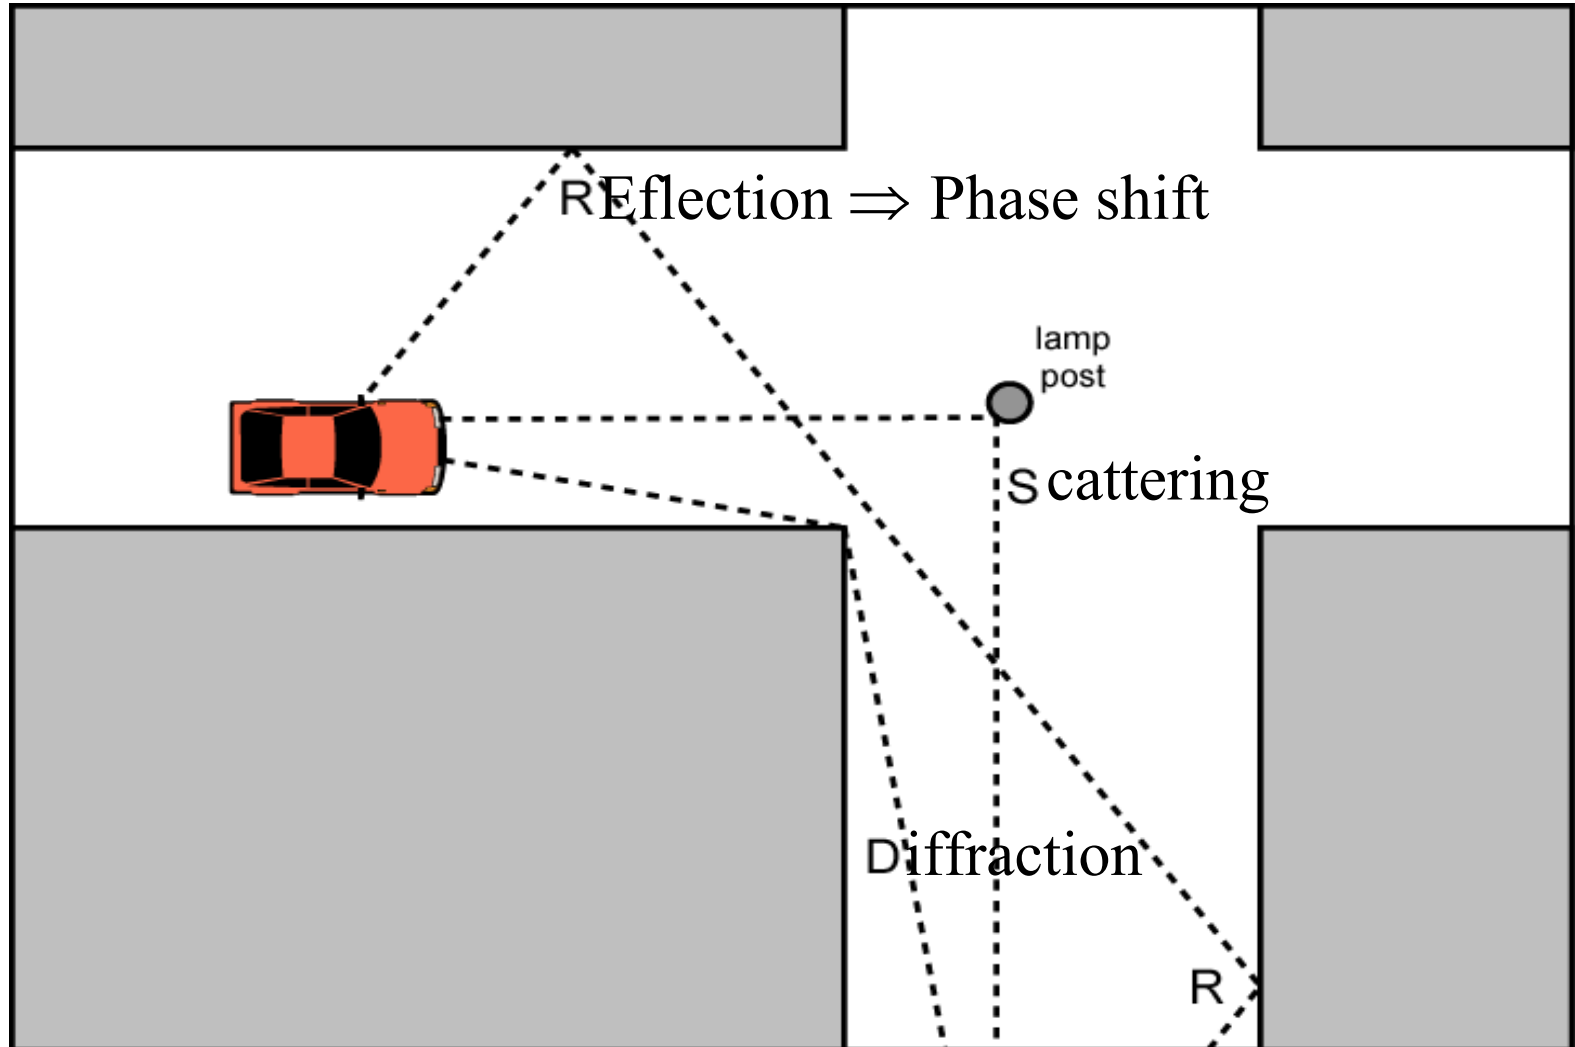 REflection ⇒ Phase shift
lamp
post
Scattering
Diffraction
R